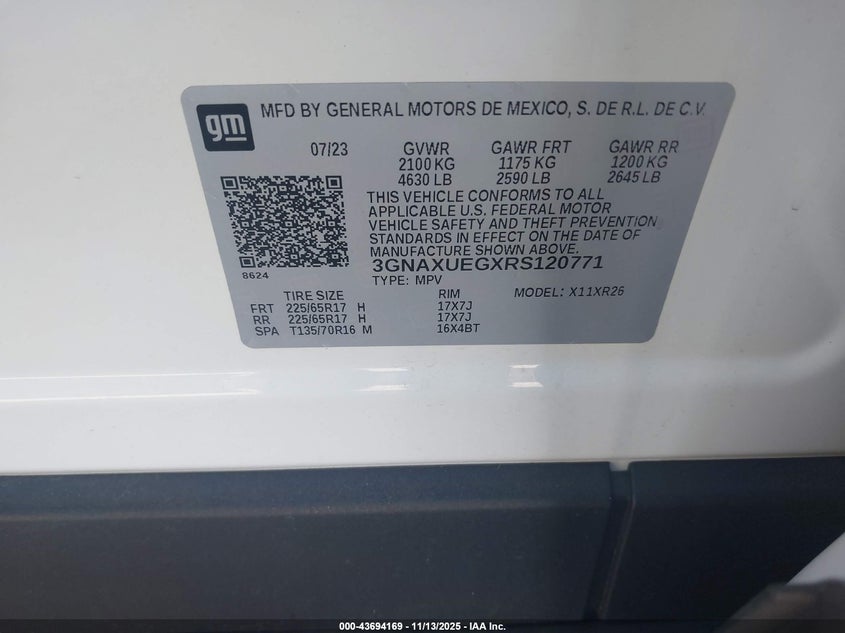 gm
MFD BY GENERAL MOTORS DE MEXICO, S. DE R.L. DE C.V.
07/23 GVWR GAWR FRT GAWR RR
2100 KG 1175 KG 1200 KG
4630 LB 2590 LB 2645 LB
THIS VEHICLE CONFORMS TO ALL
APPLICABLE U.S. FEDERAL MOTOR
VEHICLE SAFETY AND THEFT PREVENTION
STANDARDS IN EFFECT ON THE DATE OF
MANUFACTURE SHOWN ABOVE.
8624
3GNAXUEGXRS120771
TYPE: MPV
TIRE SIZE RIM MODEL: X11XR26
FRT 225/65R17 H 17X7J
RR 225/65R17 H 17X7J
SPA T135/70R16 M 16X4BT
000-43694169 - 11/13/2025 - IAA Inc.